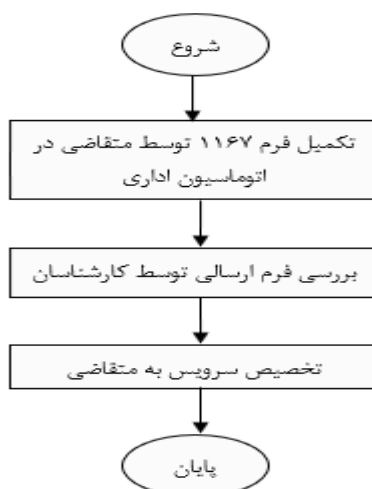 شروع
تکمیل فرم ۱۱۶۷ توسط متقاضی در
اتوماسیون اداری
بررسی فرم ارسالی توسط کارشناسان
تخصیص سرویس به متقاضی
پایان